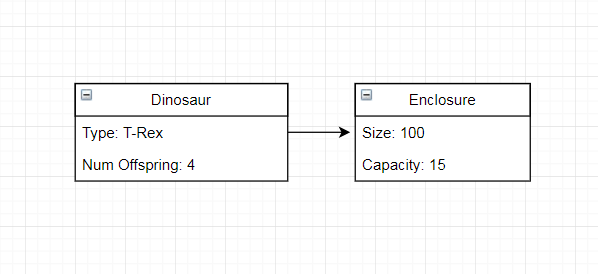 Dinosaur
Type: T-Rex
Num Offspring: 4
Enclosure
Size: 100
Capacity: 15